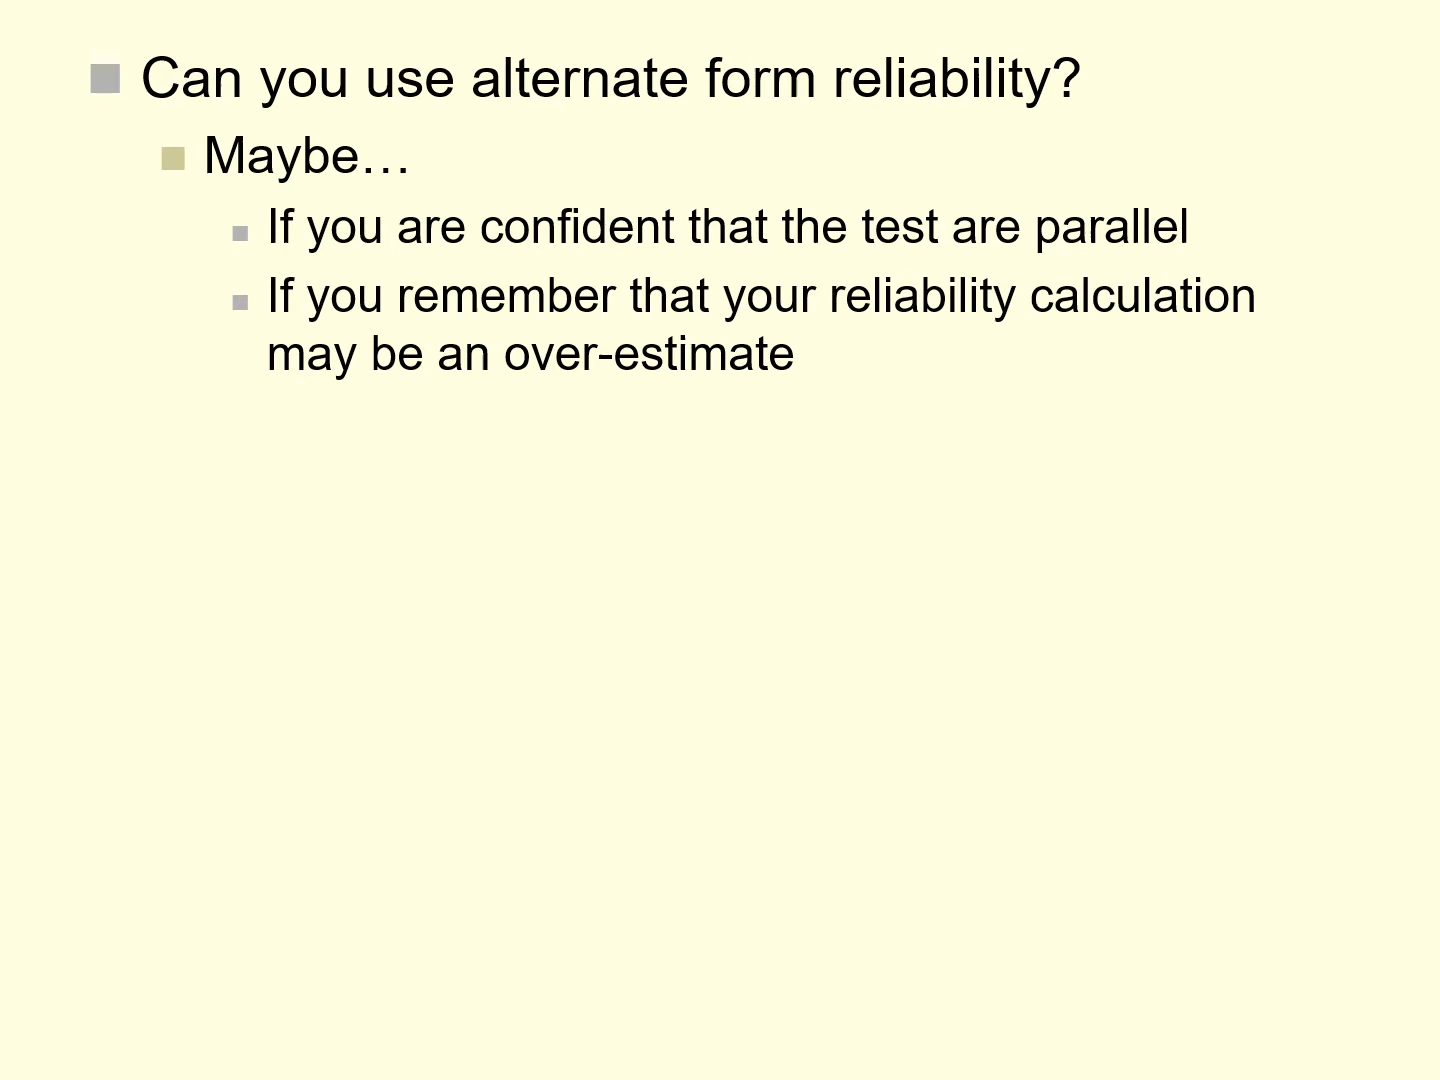 Can you use alternate form reliability?
Maybe…
If you are confident that the test are parallel
If you remember that your reliability calculation
may be an over-estimate